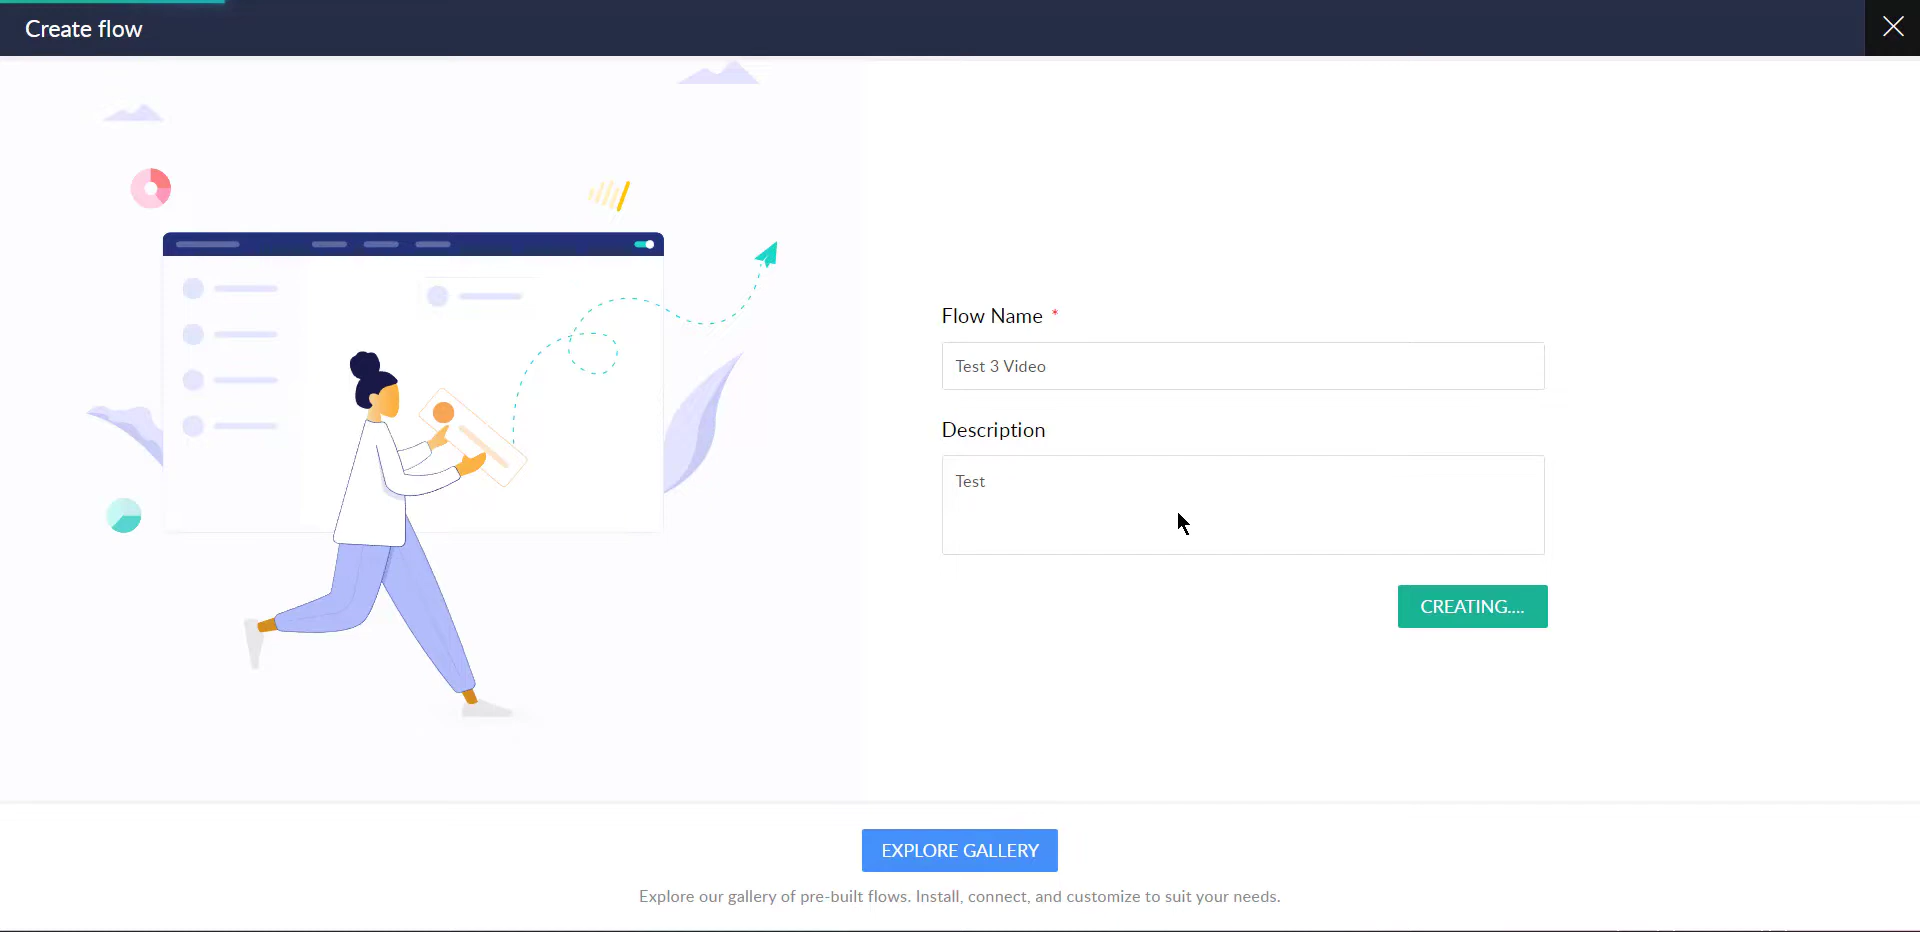 Create flow
Flow Name *
Test 3 Video
Description
Test
CREATING....
EXPLORE GALLERY
Explore our gallery of pre-built flows. Install, connect, and customize to suit your needs.